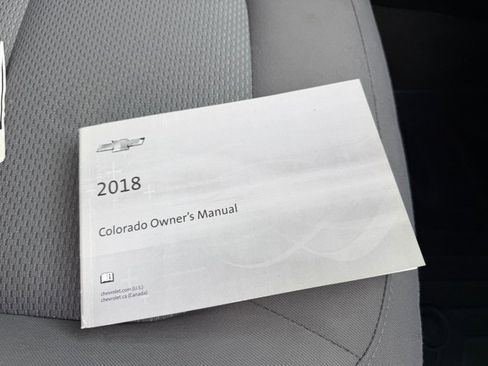 2018
Colorado Owner's Manual
chevrolet.com (U.S.)
chevrolet.ca (Canada)